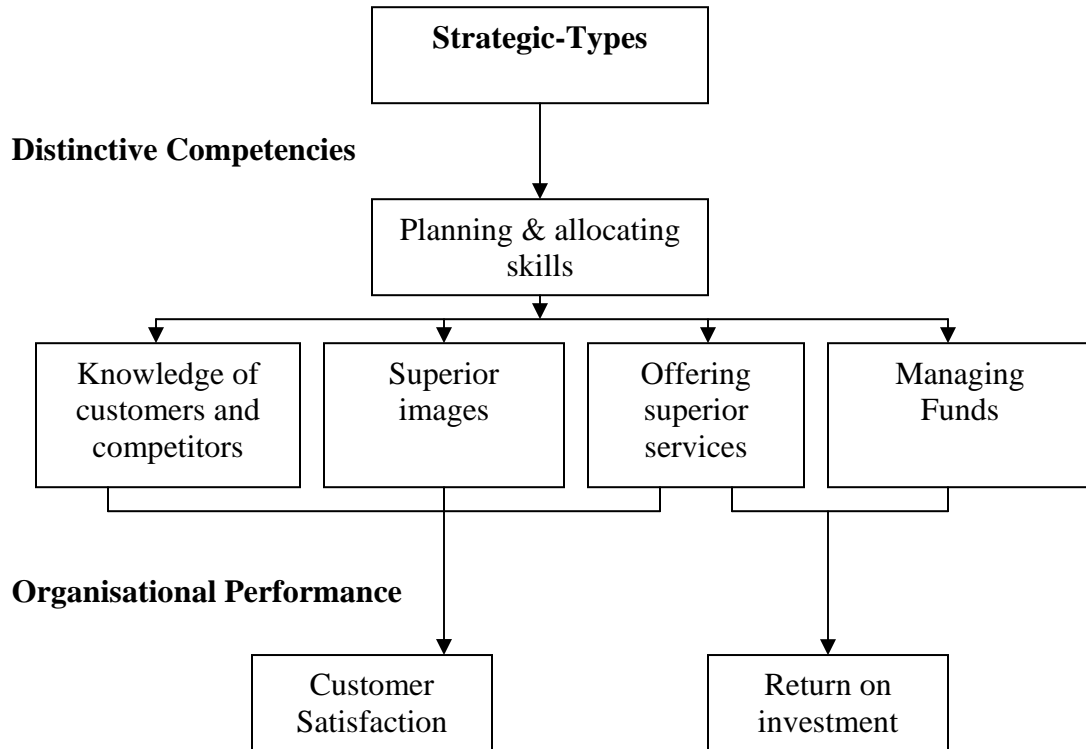 Strategic-Types
Distinctive Competencies
Planning & allocating
skills
Knowledge of
customers and
competitors
Superior
images
Offering
superior
services
Managing
Funds
Organisational Performance
Customer
Satisfaction
Return on
investment